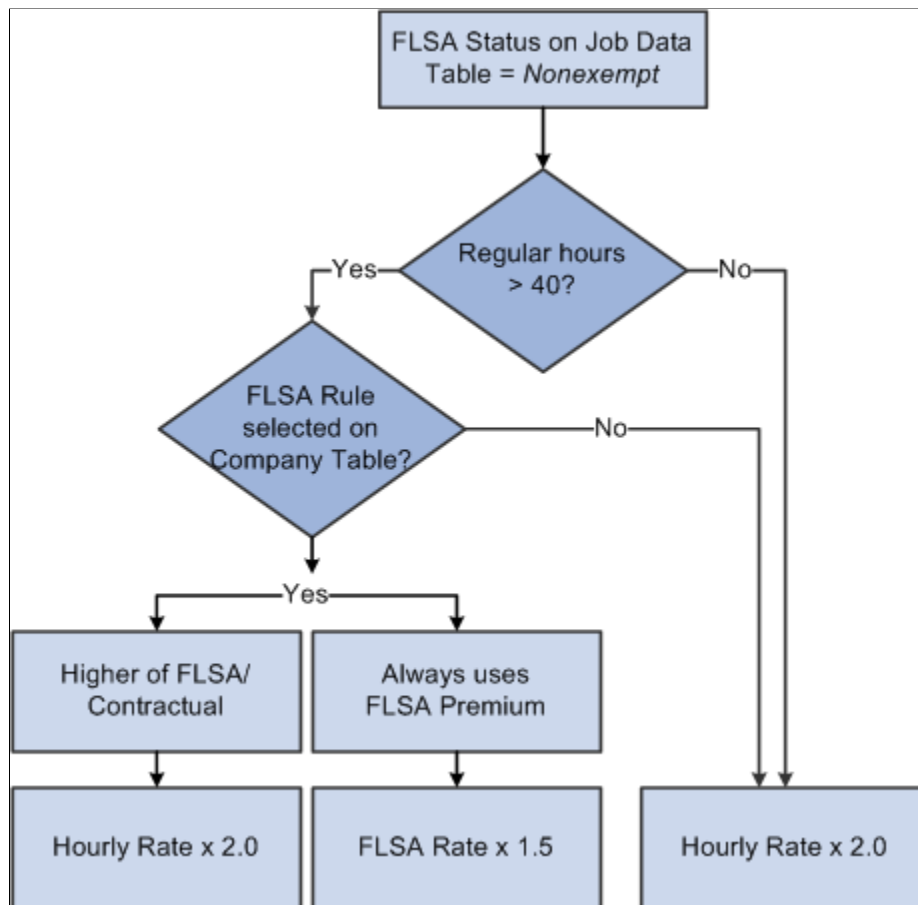 FLSA Status on Job Data
Table = Nonexempt
Regular hours
> 40?
Yes
No
FLSA Rule
selected on
Company Table?
No
Yes
Higher of FLSA/
Contractual
Always uses
FLSA Premium
Hourly Rate x 2.0
FLSA Rate x 1.5
Hourly Rate x 2.0